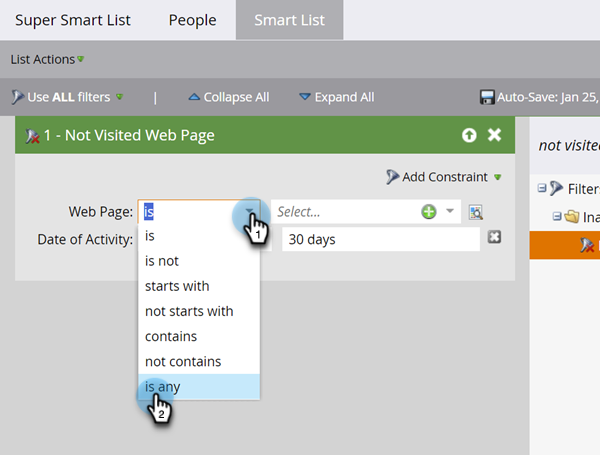 Super Smart List People Smart List
List Actions
Use ALL filters | Collapse All Expand All Auto-Save: Jan 25,
1 - Not Visited Web Page
not visited
Add Constraint
Filters
Web Page: is Select...
1
Ina
Date of Activity: 30 days
is
is not
starts with
not starts with
contains
not contains
is any
2